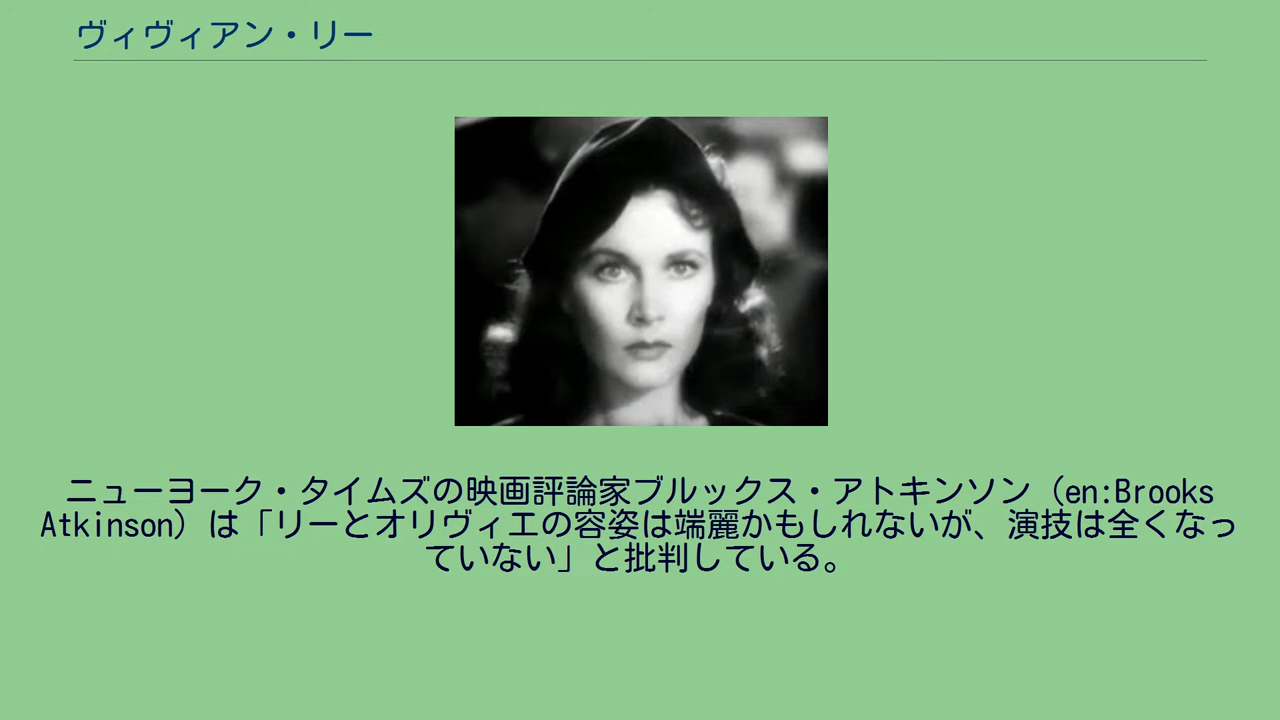 ヴィヴィアン・リー
ニューヨーク・タイムズの映画評論家ブルックス・アトキンソン（en:Brooks
Atkinson）は「リーとオリヴィエの容姿は端麗かもしれないが、演技は全くなっ
ていない」と批判している。